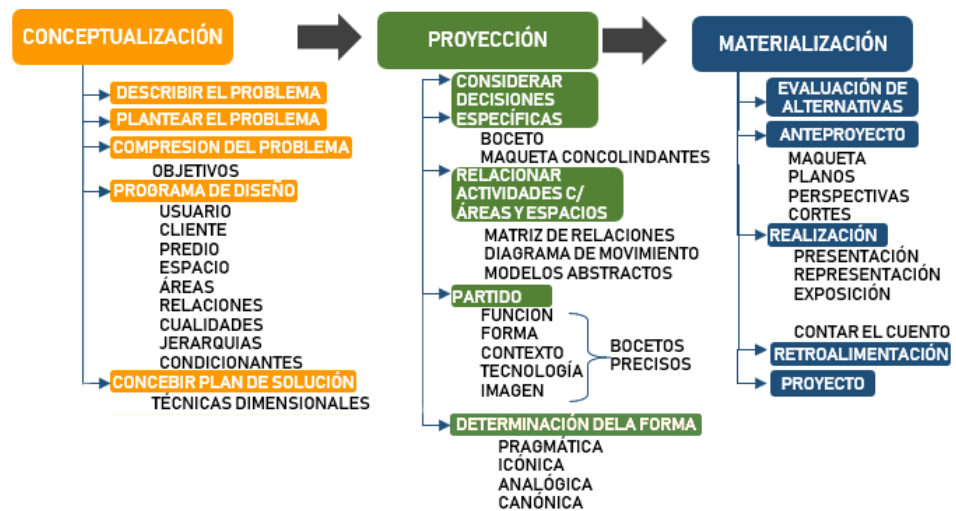 CONCEPTUALIZACIÓN
DESCRIBIR EL PROBLEMA
PLANTEAR EL PROBLEMA
COMPRESION DEL PROBLEMA
OBJETIVOS
PROGRAMA DE DISEÑO
USUARIO
CLIENTE
PREDIO
ESPACIO
ÁREAS
RELACIONES
CUALIDADES
JERARQUIAS
CONDICIONANTES
CONCEBIR PLAN DE SOLUCIÓN
TÉCNICAS DIMENSIONALES
PROYECCIÓN
CONSIDERAR
DECISIONES
ESPECÍFICAS
BOCETO
MAQUETA CONCOLINDANTES
RELACIONAR
ACTIVIDADES C/
ÁREAS Y ESPACIOS
MATRIZ DE RELACIONES
DIAGRAMA DE MOVIMIENTO
MODELOS ABSTRACTOS
PARTIDO
FUNCION
FORMA
CONTEXTO
TECNOLOGÍA
IMAGEN
BOCETOS
PRECISOS
DETERMINACIÓN DELA FORMA
PRAGMÁTICA
ICÓNICA
ANALÓGICA
CANÓNICA
MATERIALIZACIÓN
EVALUACIÓN DE
ALTERNATIVAS
ANTEPROYECTO
MAQUETA
PLANOS
PERSPECTIVAS
CORTES
REALIZACIÓN
PRESENTACIÓN
REPRESENTACIÓN
EXPOSICIÓN
CONTAR EL CUENTO
RETROALIMENTACIÓN
PROYECTO